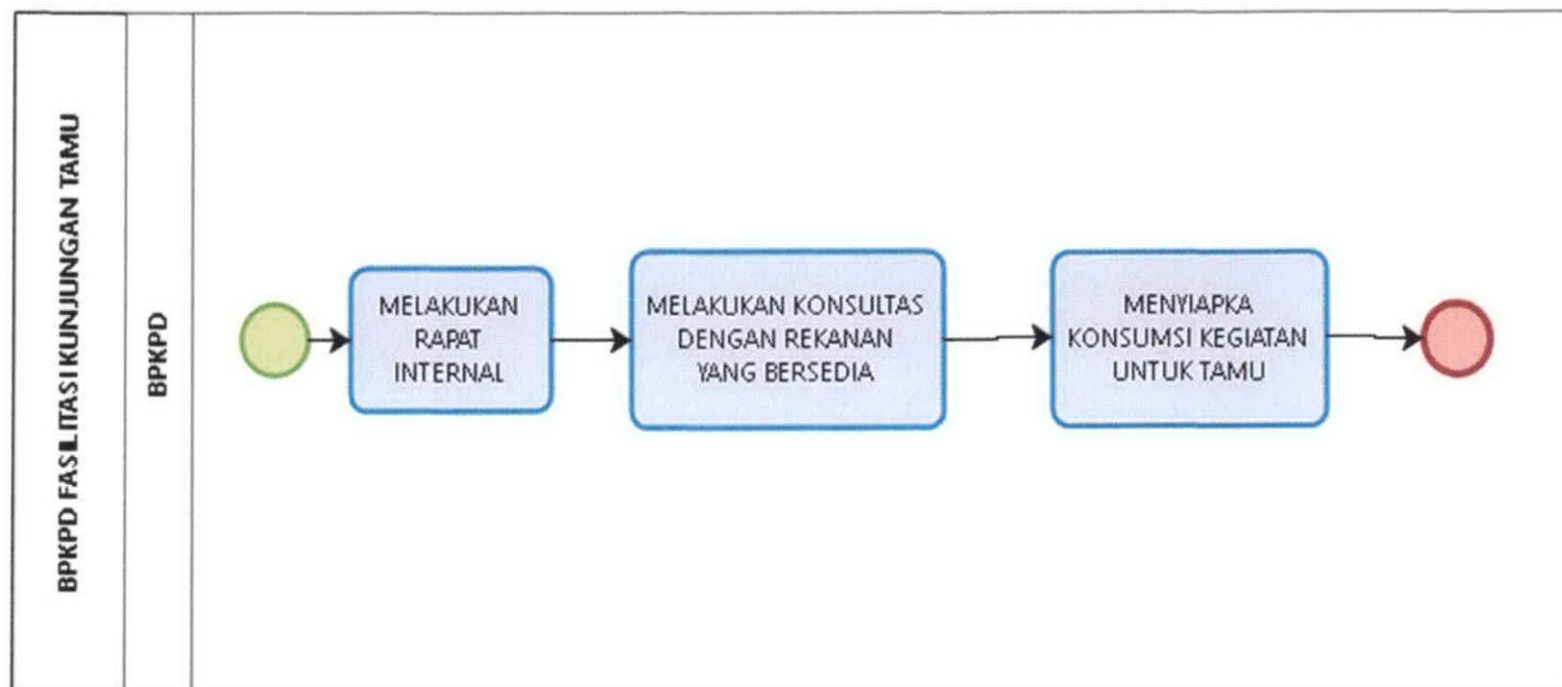 BPKPD FASILITASI KUNJUNGAN TAMU
BPKPD
MELAKUKAN
RAPAT
INTERNAL
MELAKUKAN KONSULTAS
DENGAN REKANAN
YANG BERSEDIA
MENYIAPKA
KONSUMSI KEGIATAN
UNTUK TAMU